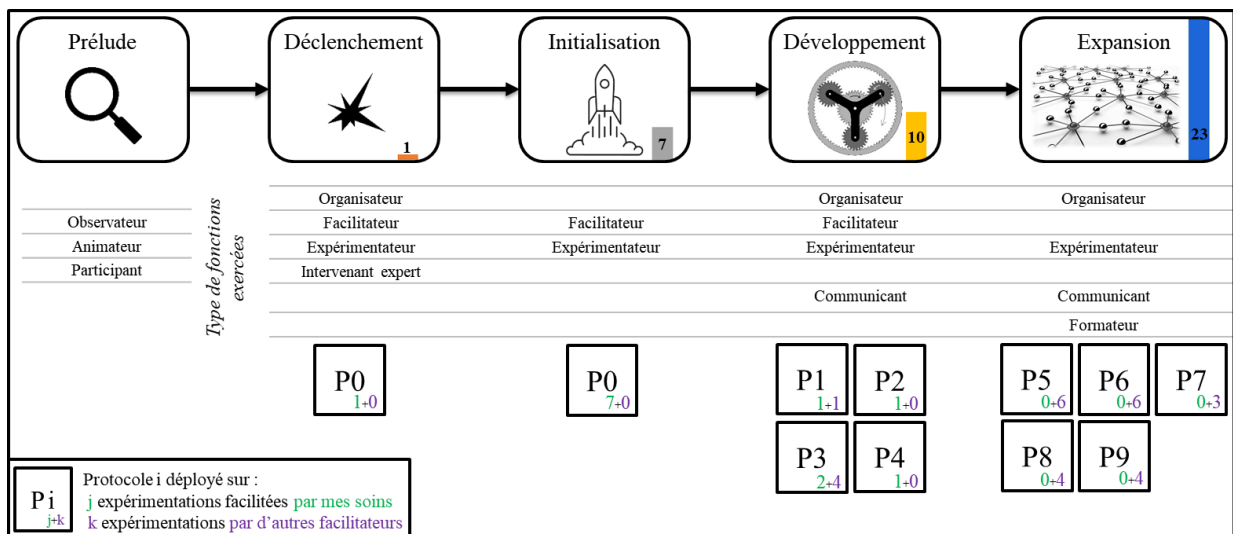 Prélude
Déclenchement
Initialisation
Développement
Expansion
1
7
10
23
Observateur
Animateur
Participant
Type de fonctions
exercées
Organisateur
Facilitateur
Expérimentateur
Intervenant expert
Facilitateur
Expérimentateur
Organisateur
Facilitateur
Expérimentateur
Communicant
Organisateur
Expérimentateur
Communicant
Formateur
P0
1+0
P0
7+0
P1
1+1
P2
1+0
P3
2+4
P4
1+0
P5
0+6
P6
0+6
P7
0+3
P8
0+4
P9
0+4
Pi
j+k
Protocole i déployé sur :
j expérimentations facilitées par mes soins
k expérimentations par d'autres facilitateurs